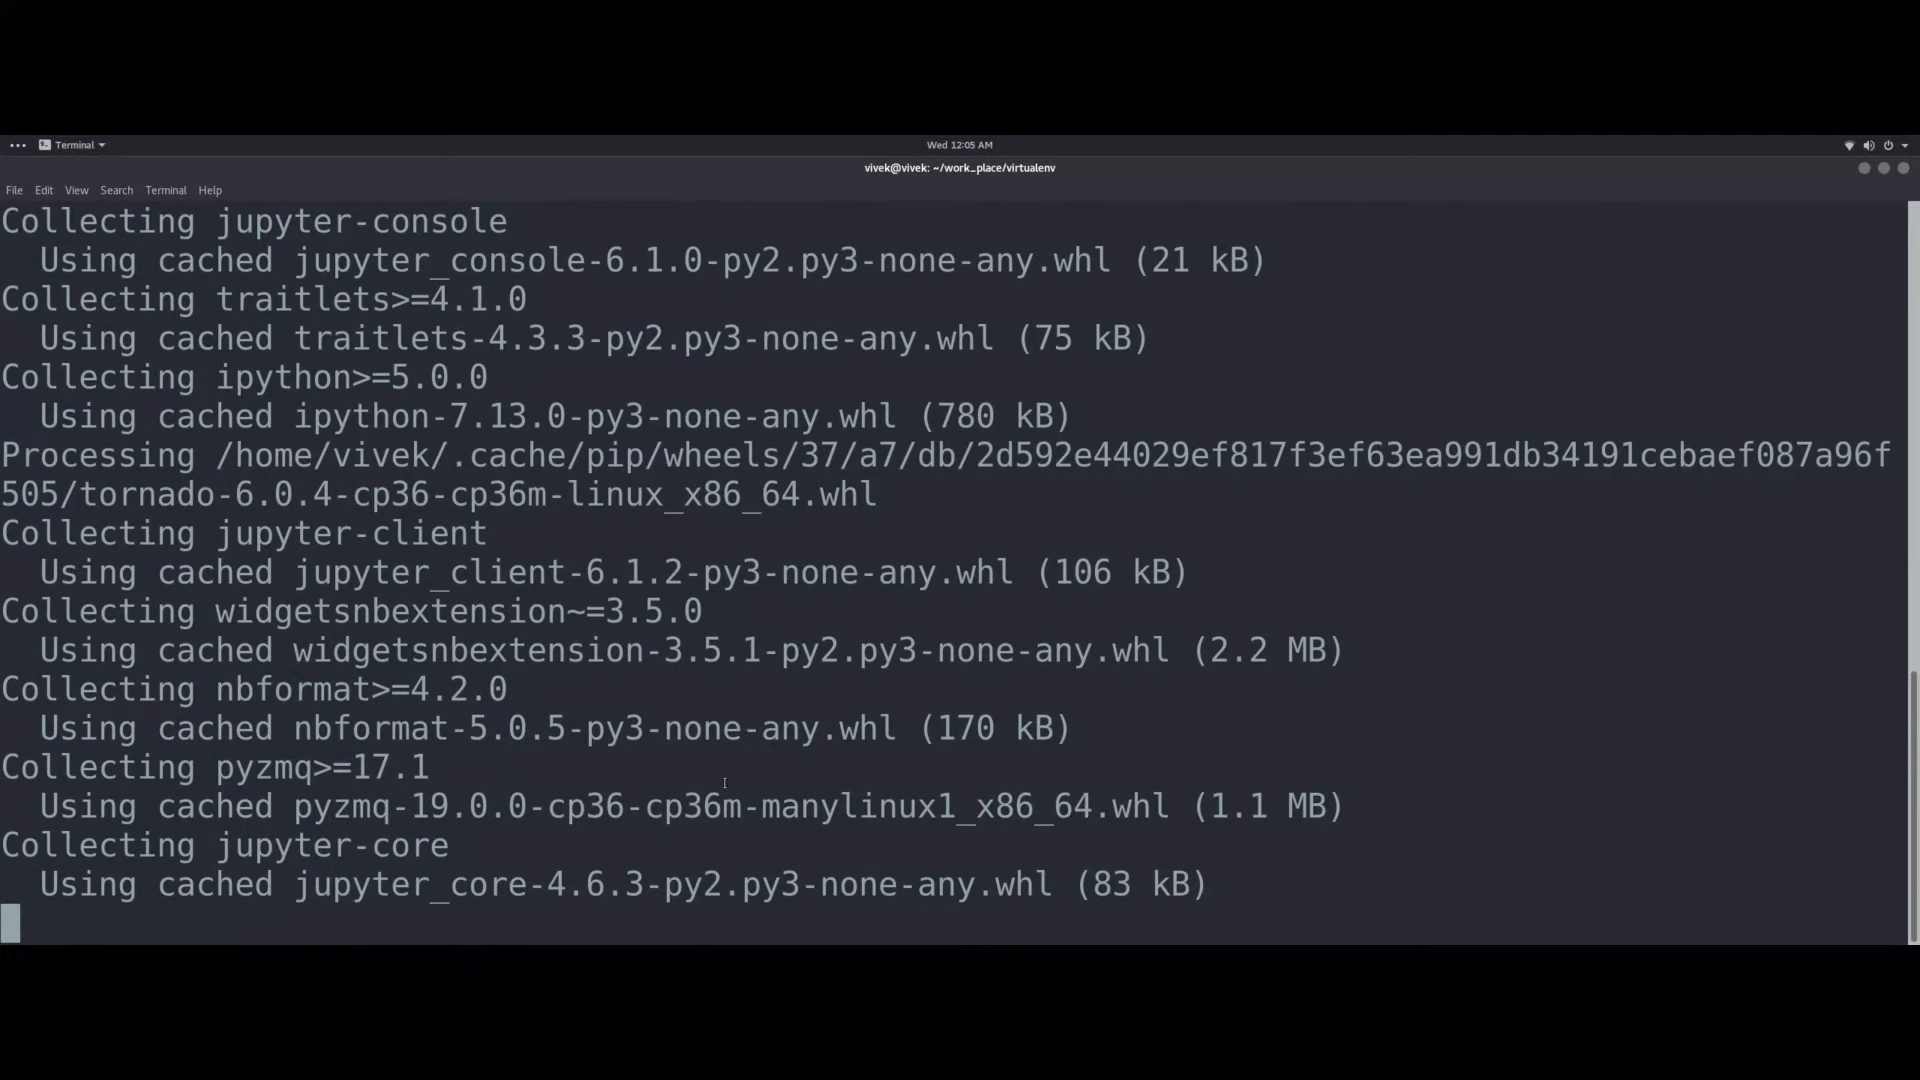 Terminal
Wed 12:05 AM
vivek@vivek: ~/work_place/virtualenv
File Edit View Search Terminal Help
Collecting jupyter-console
  Using cached jupyter_console-6.1.0-py2.py3-none-any.whl (21 kB)
Collecting traitlets>=4.1.0
  Using cached traitlets-4.3.3-py2.py3-none-any.whl (75 kB)
Collecting ipython>=5.0.0
  Using cached ipython-7.13.0-py3-none-any.whl (780 kB)
Processing /home/vivek/.cache/pip/wheels/37/a7/db/2d592e44029ef817f3ef63ea991db34191cebaef087a96f
505/tornado-6.0.4-cp36-cp36m-linux_x86_64.whl
Collecting jupyter-client
  Using cached jupyter_client-6.1.2-py3-none-any.whl (106 kB)
Collecting widgetsnbextension~=3.5.0
  Using cached widgetsnbextension-3.5.1-py2.py3-none-any.whl (2.2 MB)
Collecting nbformat>=4.2.0
  Using cached nbformat-5.0.5-py3-none-any.whl (170 kB)
Collecting pyzmq>=17.1
  Using cached pyzmq-19.0.0-cp36-cp36m-manylinux1_x86_64.whl (1.1 MB)
Collecting jupyter-core
  Using cached jupyter_core-4.6.3-py2.py3-none-any.whl (83 kB)